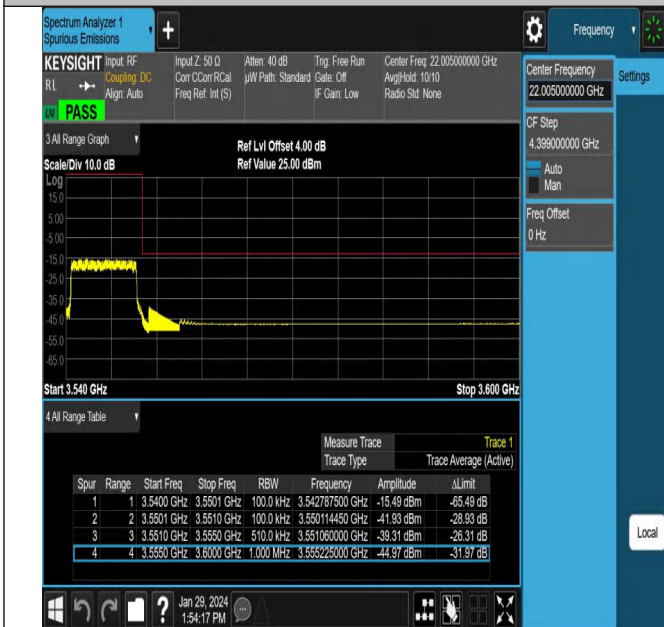 Spectrum Analyzer 1
Spurious Emissions
+
Frequency
KEYSIGHT Input: RF Input Z: 50 Ω Atten: 40 dB Trig: Free Run Center Freq: 22.005000000 GHz
RL Coupling: DC Corr CCorr RCal µW Path: Standard Gate: Off Avg|Hold: 10/10
Align: Auto Freq Ref: Int (S) IF Gain: Low Radio Std: None
PASS
Center Frequency
22.005000000 GHz
Settings
CF Step
4.399000000 GHz
Auto
Man
Freq Offset
0 Hz
3 All Range Graph
Ref Lvl Offset 4.00 dB
Scale/Div 10.0 dB Ref Value 25.00 dBm
Log
15.0
5.00
-5.00
-15.0
-25.0
-35.0
-45.0
-55.0
-65.0
Start 3.540 GHz Stop 3.600 GHz
4 All Range Table
Measure Trace Trace 1
Trace Type Trace Average (Active)
Spur Range Start Freq Stop Freq RBW Frequency Amplitude ΔLimit
1 1 3.5400 GHz 3.5501 GHz 100.0 kHz 3.542787500 GHz -15.49 dBm -65.49 dB
2 2 3.5501 GHz 3.5510 GHz 100.0 kHz 3.550114450 GHz -41.93 dBm -28.93 dB
3 3 3.5510 GHz 3.5550 GHz 510.0 kHz 3.551060000 GHz -39.31 dBm -26.31 dB
4 4 3.5550 GHz 3.6000 GHz 1.000 MHz 3.555225000 GHz -44.97 dBm -31.97 dB
Local
?
Jan 29, 2024
1:54:17 PM